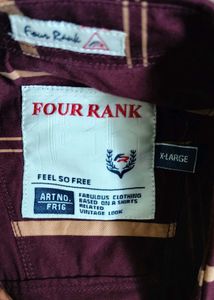 Four Rank
FOUR RANK
X-LARGE
FEEL SO FREE
ART NO.
FR16
FABULOUS CLOTHING
BASED ON A SHIRTS
RELATED
VINTAGE LOOK